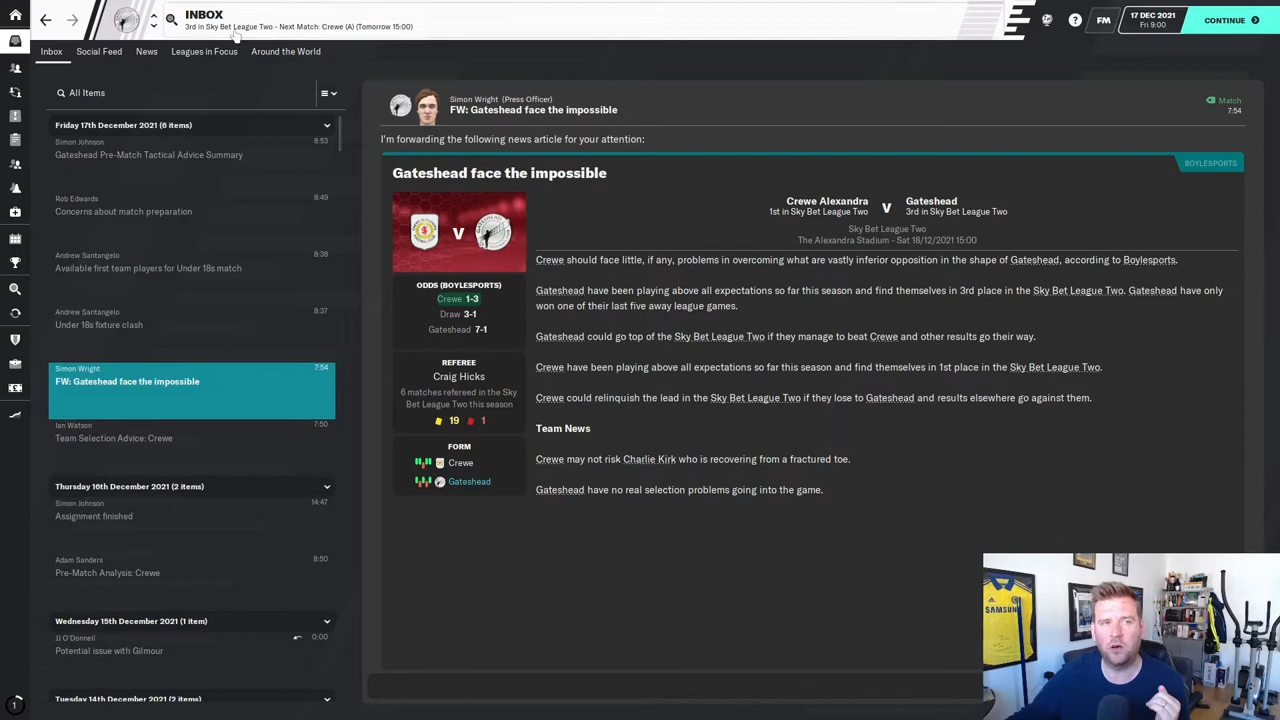 INBOX
3rd in Sky Bet League Two - Next Match: Crewe (A) (Tomorrow 15:00)
FM
17 DEC 2021
Fri 9:00
CONTINUE
Inbox
Social Feed
News
Leagues in Focus
Around the World
All Items
Friday 17th December 2021 (6 items)
Simon Johnson
8:53
Gateshead Pre-Match Tactical Advice Summary
Rob Edwards
8:49
Concerns about match preparation
Andrew Santangelo
8:38
Available first team players for Under 18s match
Andrew Santangelo
8:37
Under 18s fixture clash
Simon Wright
7:54
FW: Gateshead face the impossible
Ian Watson
7:50
Team Selection Advice: Crewe
Thursday 16th December 2021 (2 items)
Simon Johnson
14:47
Assignment finished
Adam Sanders
8:50
Pre-Match Analysis: Crewe
Wednesday 15th December 2021 (1 item)
JJ O'Donnell
0:00
Potential issue with Gilmour
Tuesday 14th December 2021 (2 items)
1
Simon Wright (Press Officer)
FW: Gateshead face the impossible
Match
7:54
I'm forwarding the following news article for your attention:
BOYLESPORTS
Gateshead face the impossible
V
ODDS (BOYLESPORTS)
Crewe 1-3
Draw 3-1
Gateshead 7-1
REFEREE
Craig Hicks
6 matches refereed in the Sky
Bet League Two this season
19 1
FORM
Crewe
Gateshead
Crewe Alexandra
1st in Sky Bet League Two
V
Gateshead
3rd in Sky Bet League Two
Sky Bet League Two
The Alexandra Stadium - Sat 18/12/2021 15:00
Crewe should face little, if any, problems in overcoming what are vastly inferior opposition in the shape of Gateshead, according to Boylesports.
Gateshead have been playing above all expectations so far this season and find themselves in 3rd place in the Sky Bet League Two. Gateshead have only
won one of their last five away league games.
Gateshead could go top of the Sky Bet League Two if they manage to beat Crewe and other results go their way.
Crewe have been playing above all expectations so far this season and find themselves in 1st place in the Sky Bet League Two.
Crewe could relinquish the lead in the Sky Bet League Two if they lose to Gateshead and results elsewhere go against them.
Team News
Crewe may not risk Charlie Kirk who is recovering from a fractured toe.
Gateshead have no real selection problems going into the game.
SAMSUNG